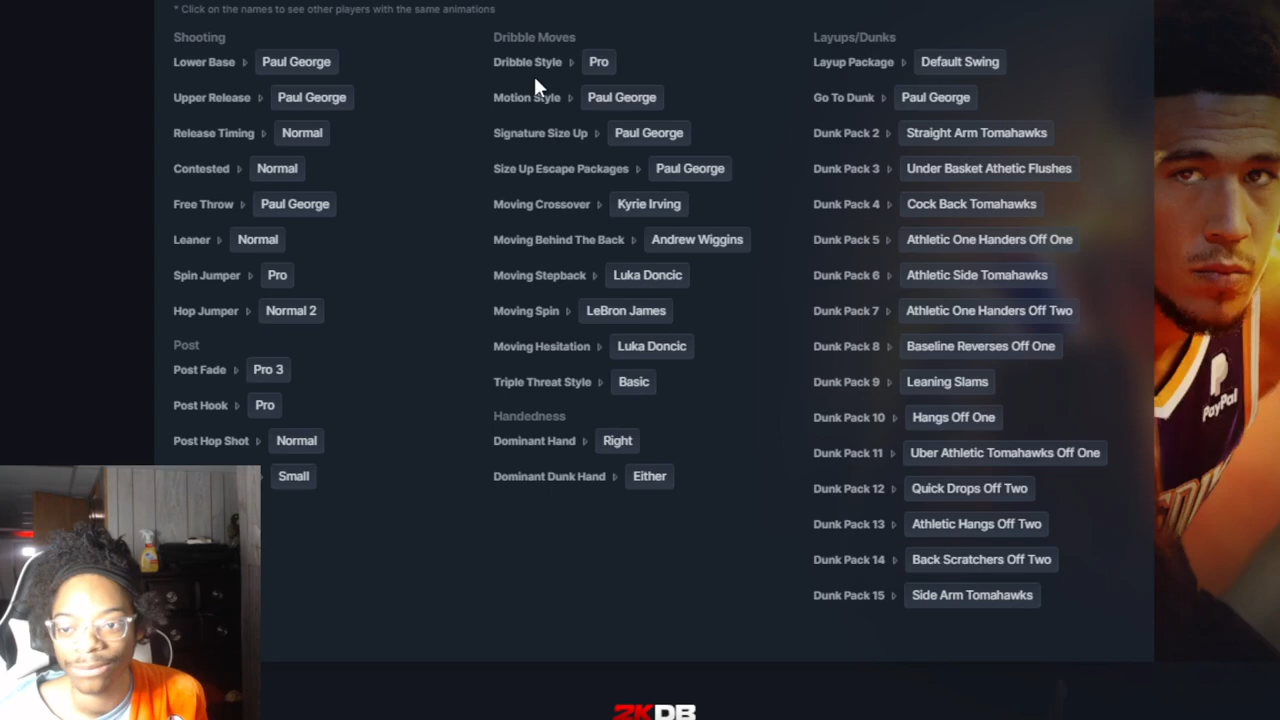 * Click on the names to see other players with the same animations
Shooting
Lower Base Paul George
Upper Release Paul George
Release Timing Normal
Contested Normal
Free Throw Paul George
Leaner Normal
Spin Jumper Pro
Hop Jumper Normal 2
Post
Post Fade Pro 3
Post Hook Pro
Post Hop Shot Normal
Small
Dribble Moves
Dribble Style Pro
Motion Style Paul George
Signature Size Up Paul George
Size Up Escape Packages Paul George
Moving Crossover Kyrie Irving
Moving Behind The Back Andrew Wiggins
Moving Stepback Luka Doncic
Moving Spin LeBron James
Moving Hesitation Luka Doncic
Triple Threat Style Basic
Handedness
Dominant Hand Right
Dominant Dunk Hand Either
Layups/Dunks
Layup Package Default Swing
Go To Dunk Paul George
Dunk Pack 2 Straight Arm Tomahawks
Dunk Pack 3 Under Basket Athetic Flushes
Dunk Pack 4 Cock Back Tomahawks
Dunk Pack 5 Athletic One Handers Off One
Dunk Pack 6 Athletic Side Tomahawks
Dunk Pack 7 Athletic One Handers Off Two
Dunk Pack 8 Baseline Reverses Off One
Dunk Pack 9 Leaning Slams
Dunk Pack 10 Hangs Off One
Dunk Pack 11 Uber Athletic Tomahawks Off One
Dunk Pack 12 Quick Drops Off Two
Dunk Pack 13 Athletic Hangs Off Two
Dunk Pack 14 Back Scratchers Off Two
Dunk Pack 15 Side Arm Tomahawks
PayPal
2KDB